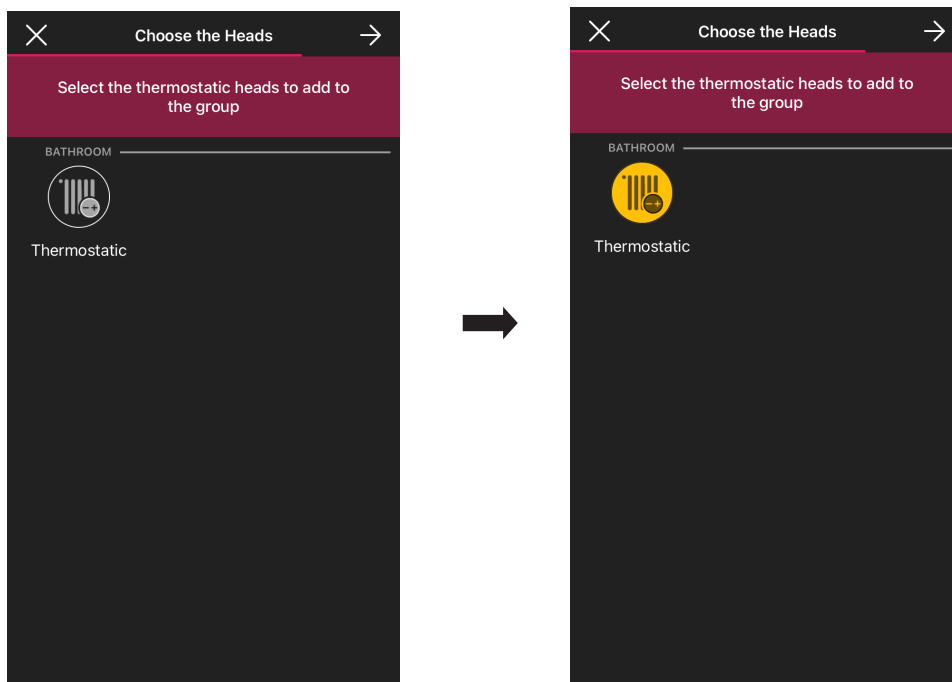 Choose the Heads
Select the thermostatic heads to add to
the group
BATHROOM
Thermostatic
Choose the Heads
Select the thermostatic heads to add to
the group
BATHROOM
Thermostatic